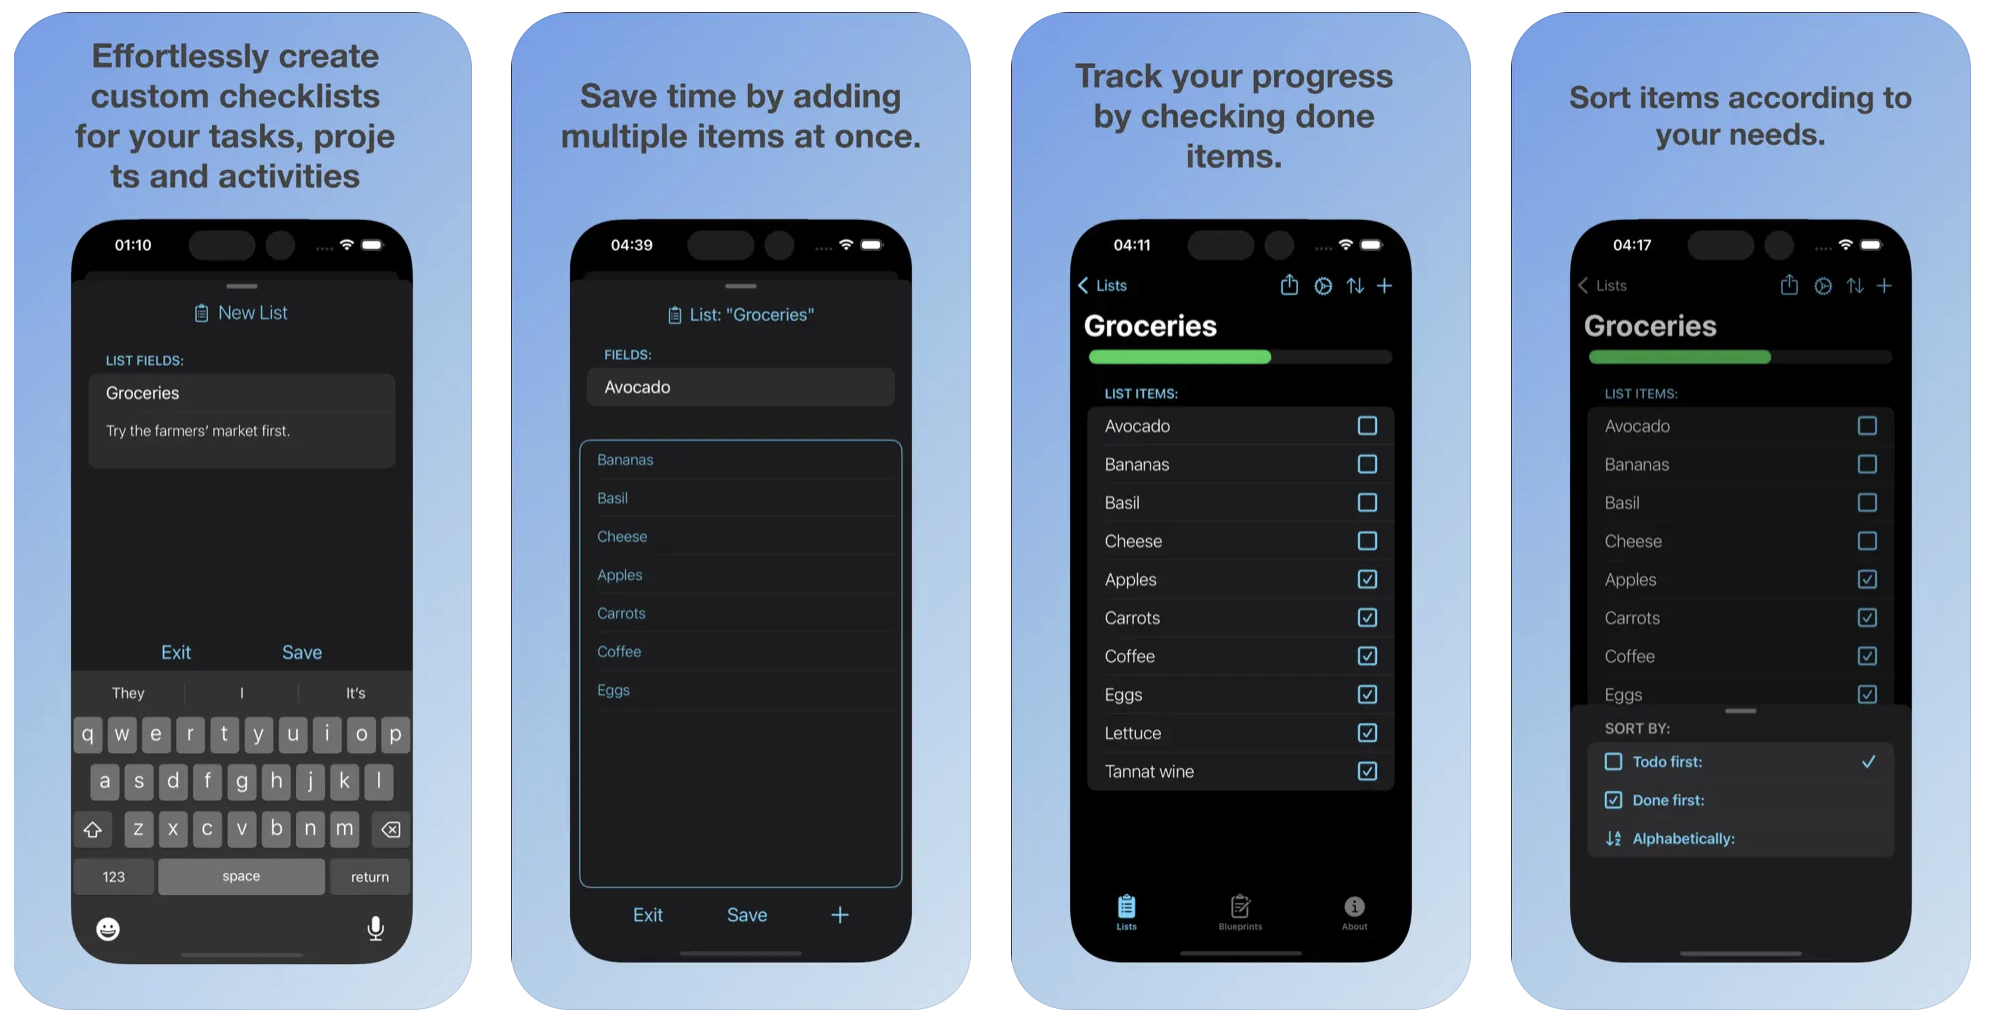 Effortlessly create
custom checklists
for your tasks, proje
ts and activities
01:10
New List
LIST FIELDS:
Groceries
Try the farmers’ market first.
Exit Save
They I It’s
q w e r t y u i o p
a s d f g h j k l
z x c v b n m
123 space return
Save time by adding
multiple items at once.
04:39
List: "Groceries"
FIELDS:
Avocado
Bananas
Basil
Cheese
Apples
Carrots
Coffee
Eggs
Exit Save +
Track your progress
by checking done
items.
04:11
Lists
Groceries
LIST ITEMS:
Avocado
Bananas
Basil
Cheese
Apples
Carrots
Coffee
Eggs
Lettuce
Tannat wine
Lists Blueprints About
Sort items according to
your needs.
04:17
Lists
Groceries
LIST ITEMS:
Avocado
Bananas
Basil
Cheese
Apples
Carrots
Coffee
Eggs
SORT BY:
Todo first:
Done first:
Alphabetically: